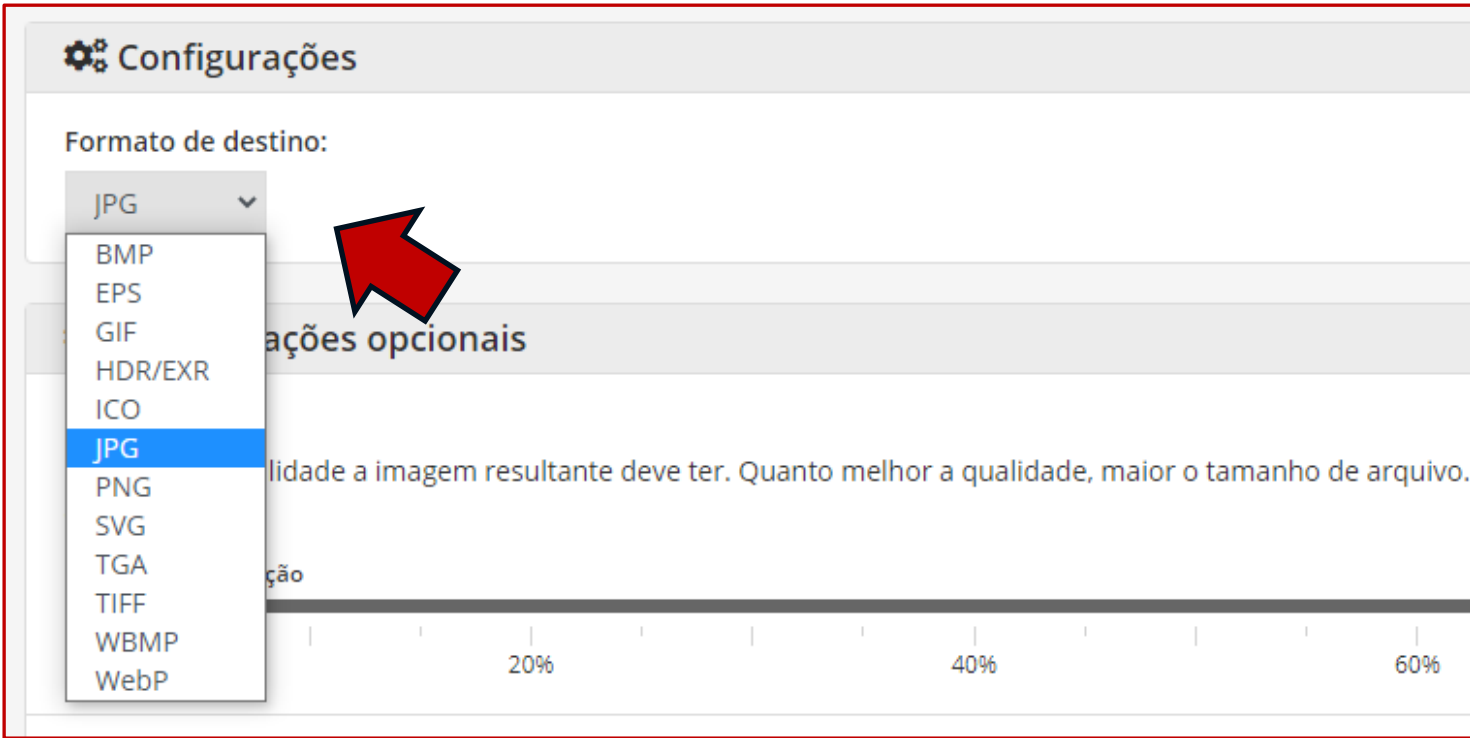 Configurações
Formato de destino:
JPG
BMP
EPS
GIF
HDR/EXR
ICO
JPG
PNG
SVG
TGA
TIFF
WBMP
WebP
ações opcionais
lidade a imagem resultante deve ter. Quanto melhor a qualidade, maior o tamanho de arquivo.
ção
20% 40% 60%